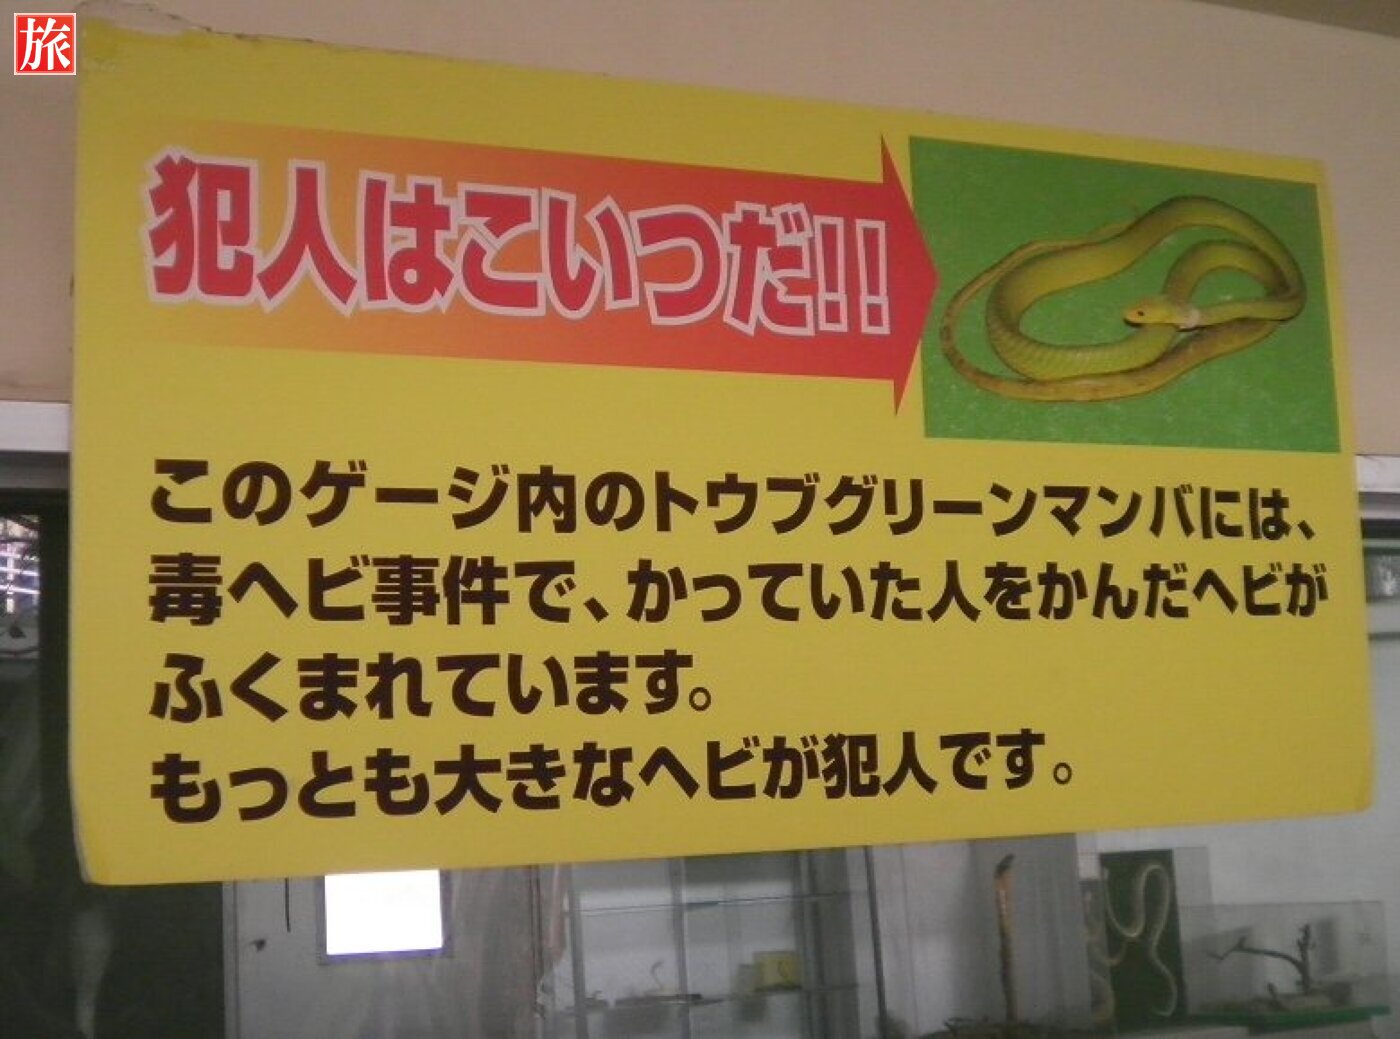 旅
犯人はこいつだ!!
このゲージ内のトウブグリーンマンバには、
毒ヘビ事件で、かっていた人をかんだヘビが
ふくまれています。
もっとも大きなヘビが犯人です。